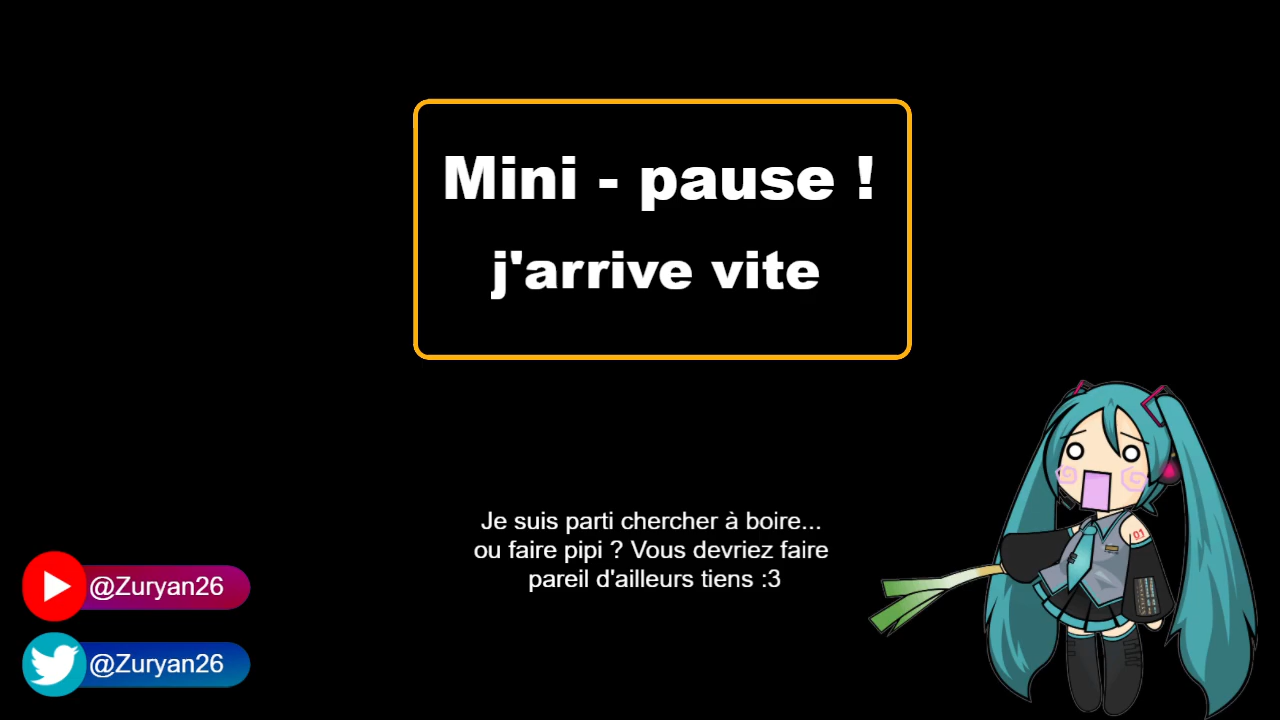 Mini - pause !
j'arrive vite
Je suis parti chercher à boire...
ou faire pipi ? Vous devriez faire
pareil d'ailleurs tiens :3
@Zuryan26
@Zuryan26
01